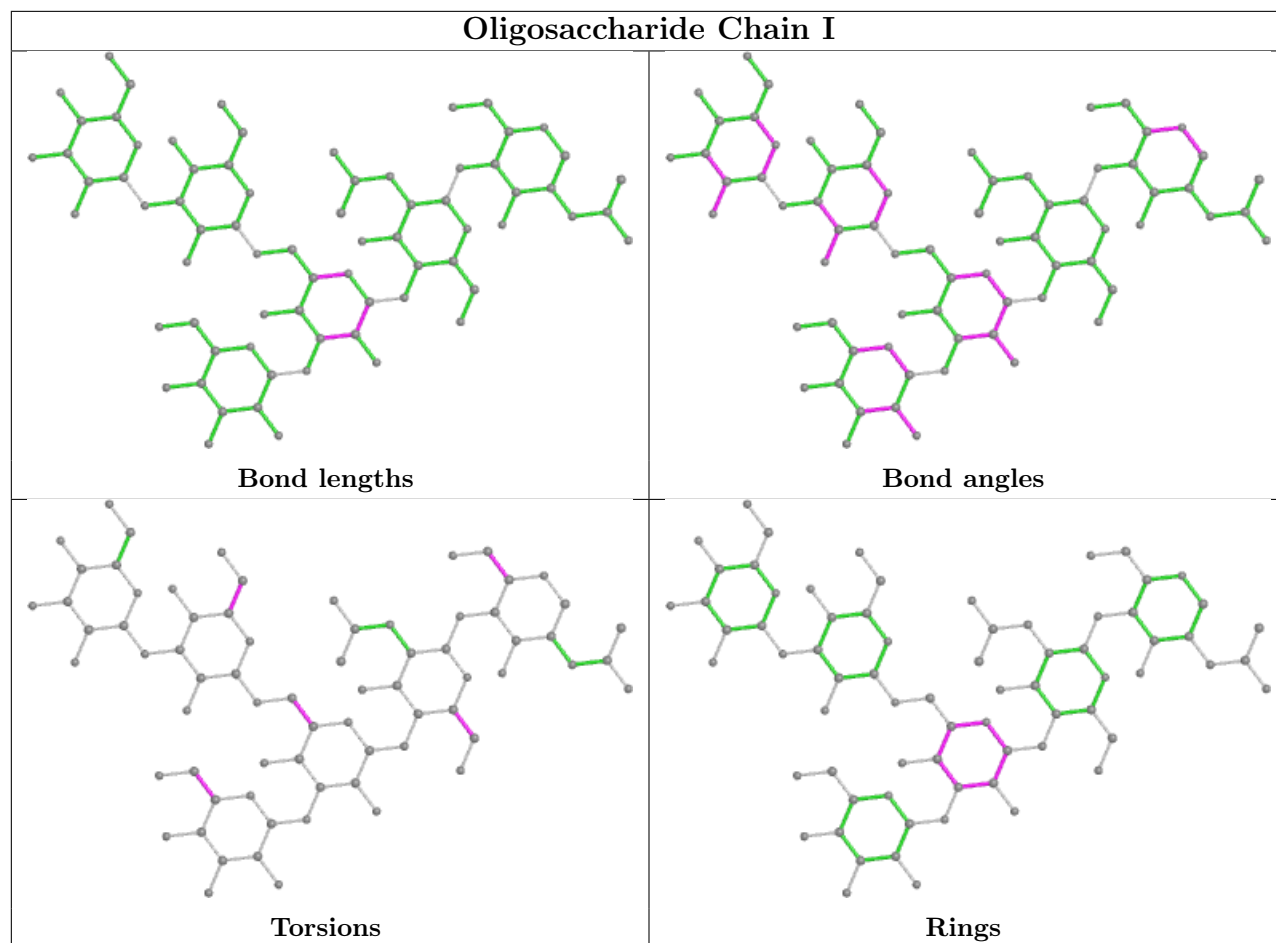 Oligosaccharide Chain I
Bond lengths
Bond angles
Torsions
Rings